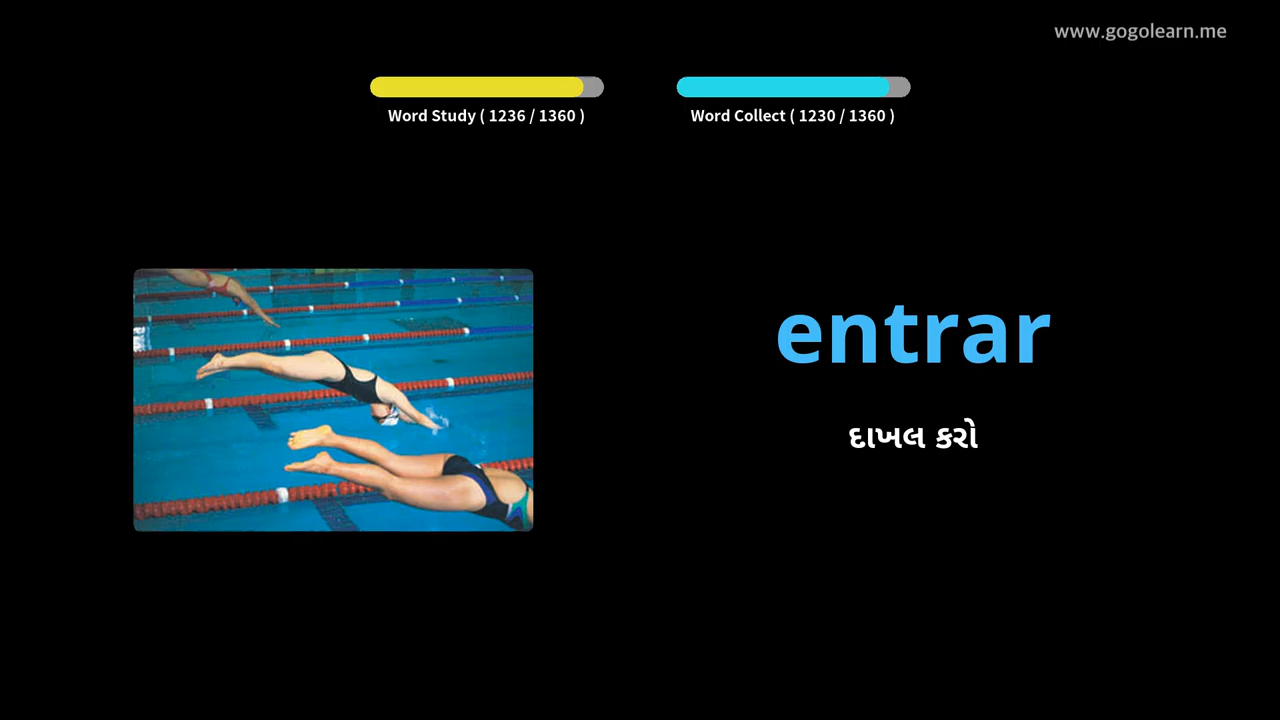 www.gogolearn.me
Word Study ( 1236 / 1360 )
Word Collect ( 1230 / 1360 )
entrar
દાખલ કરો